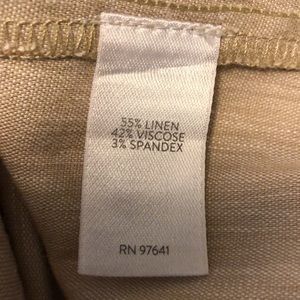 55% LINEN
42% VISCOSE
3% SPANDEX
RN 97641